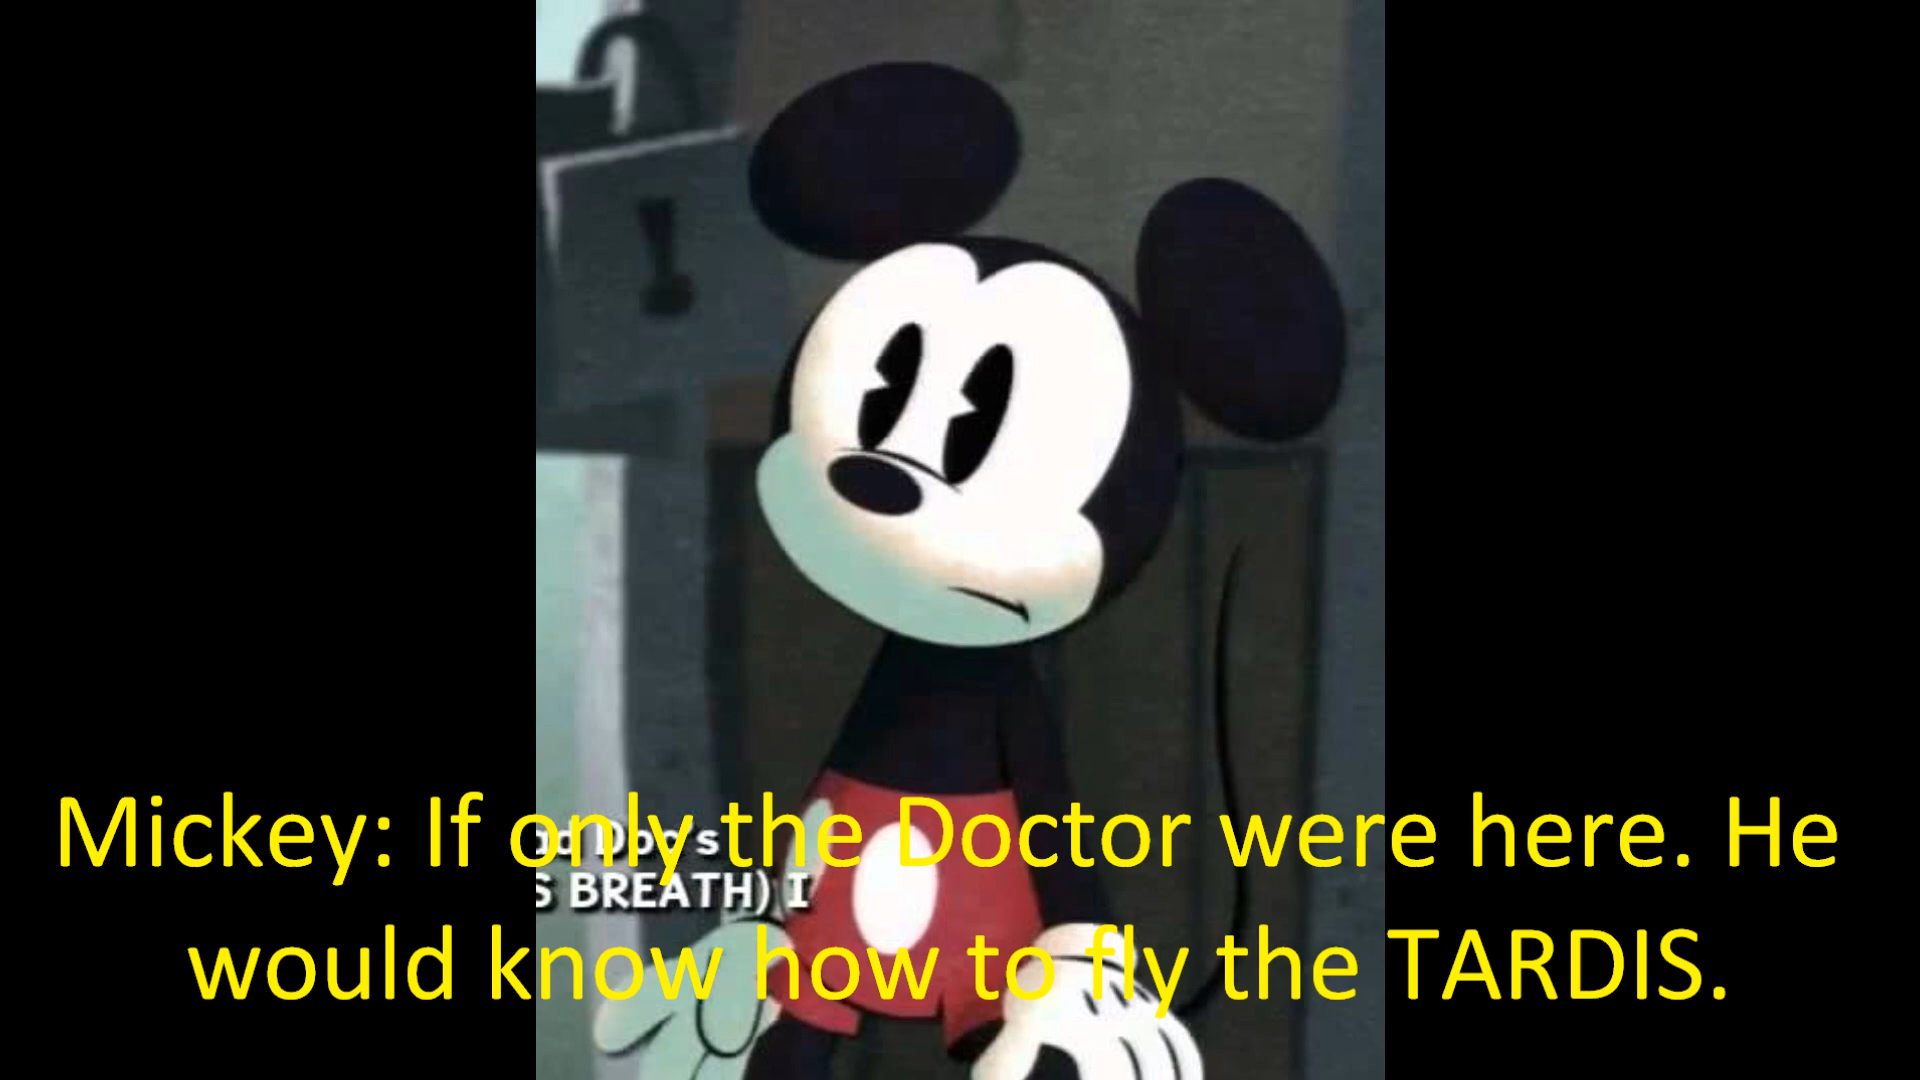 Mickey: If only the Doctor were here. He
would know how to fly the TARDIS.
S BREATH) I